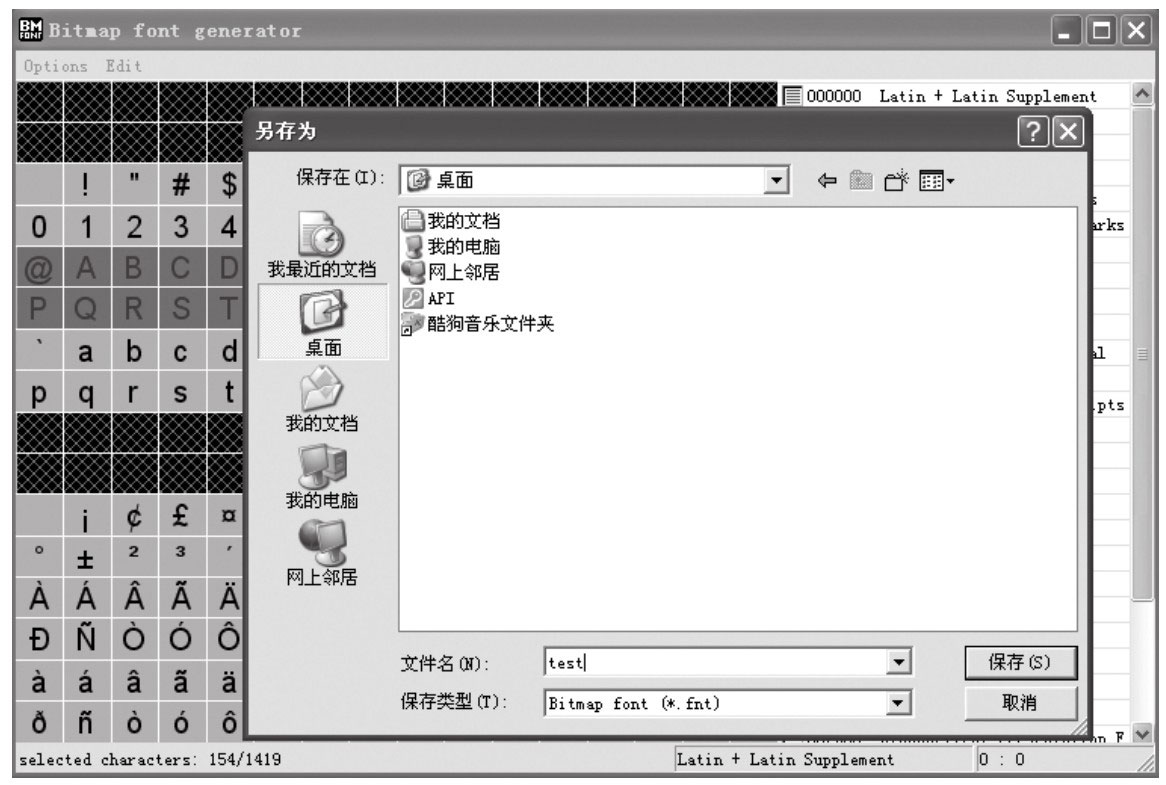 BM FONT Bitmap font generator
Options Edit
000000 Latin + Latin Supplement
另存为
保存在(I): 桌面
! " # $
0 1 2 3 4
@ A B C D
P Q R S T
` a b c d
p q r s t
¡ ¢ £ ¤
° ± ² ³ ´
À Á Â Ã Ä
Ð Ñ Ò Ó Ô
à á â ã ä
ð ñ ò ó ô
我最近的文档
桌面
我的文档
我的电脑
网上邻居
我的文档
我的电脑
网上邻居
API
酷狗音乐文件夹
文件名(N): test 保存(S)
保存类型(T): Bitmap font (*.fnt) 取消
selected characters: 154/1419 Latin + Latin Supplement 0 : 0